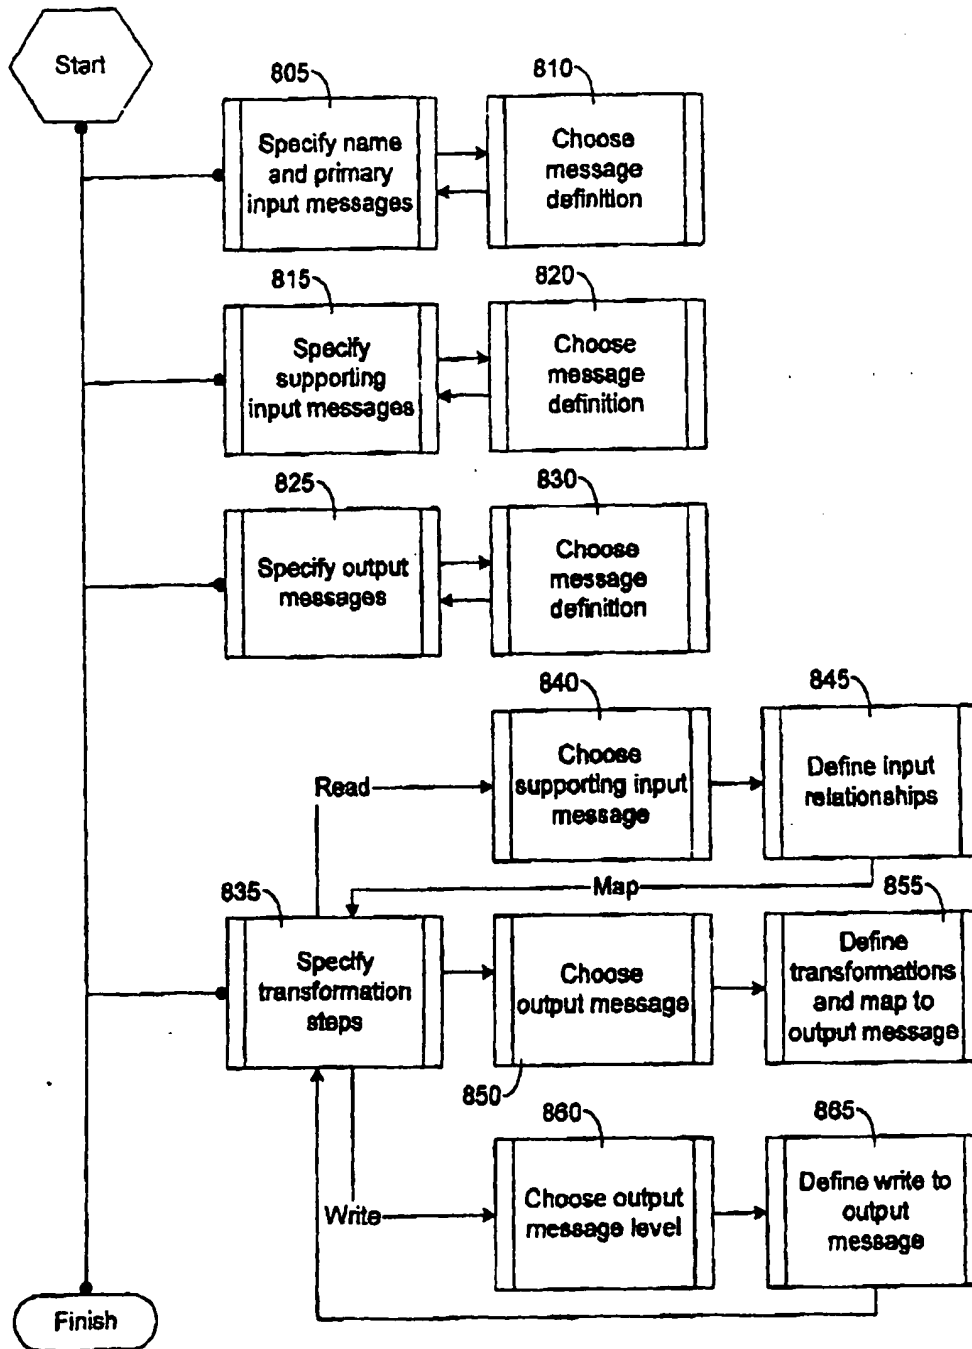 Start
805
Specify name
and primary
input messages
810
Choose
message
definition
815
Specify
supporting
input messages
820
Choose
message
definition
825
Specify output
messages
830
Choose
message
definition
Read
840
Choose
supporting input
message
845
Define input
relationships
Map
835
Specify
transformation
steps
Choose
output message
850
855
Define
transformations
and map to
output message
Write
860
Choose output
message level
865
Define write to
output
message
Finish